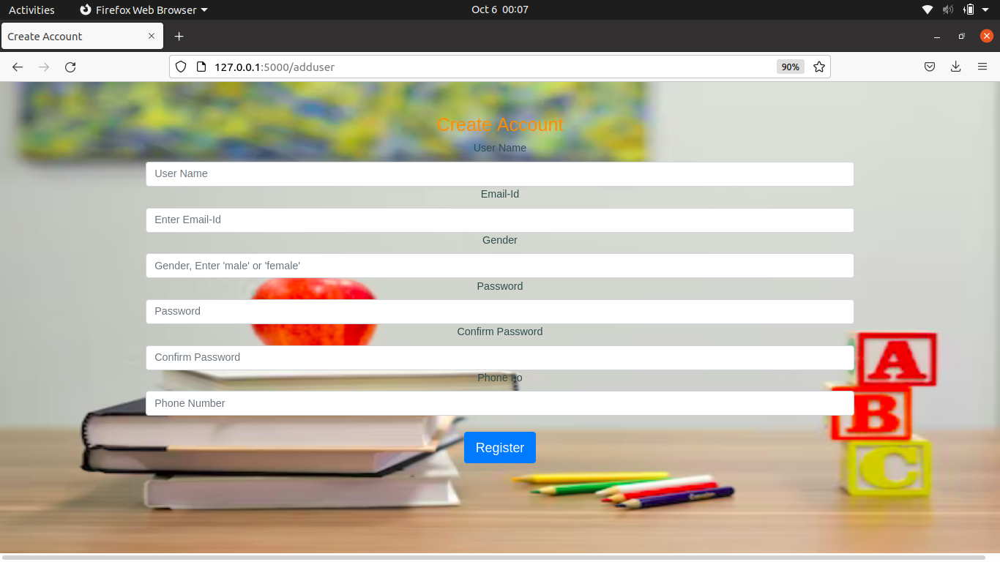 Activities
Firefox Web Browser
Oct 6 00:07
Create Account
127.0.0.1:5000/adduser
90%
Create Account
User Name
User Name
Email-Id
Enter Email-Id
Gender
Gender, Enter 'male' or 'female'
Password
Password
Confirm Password
Confirm Password
Phone no
Phone Number
Register
A
B
C